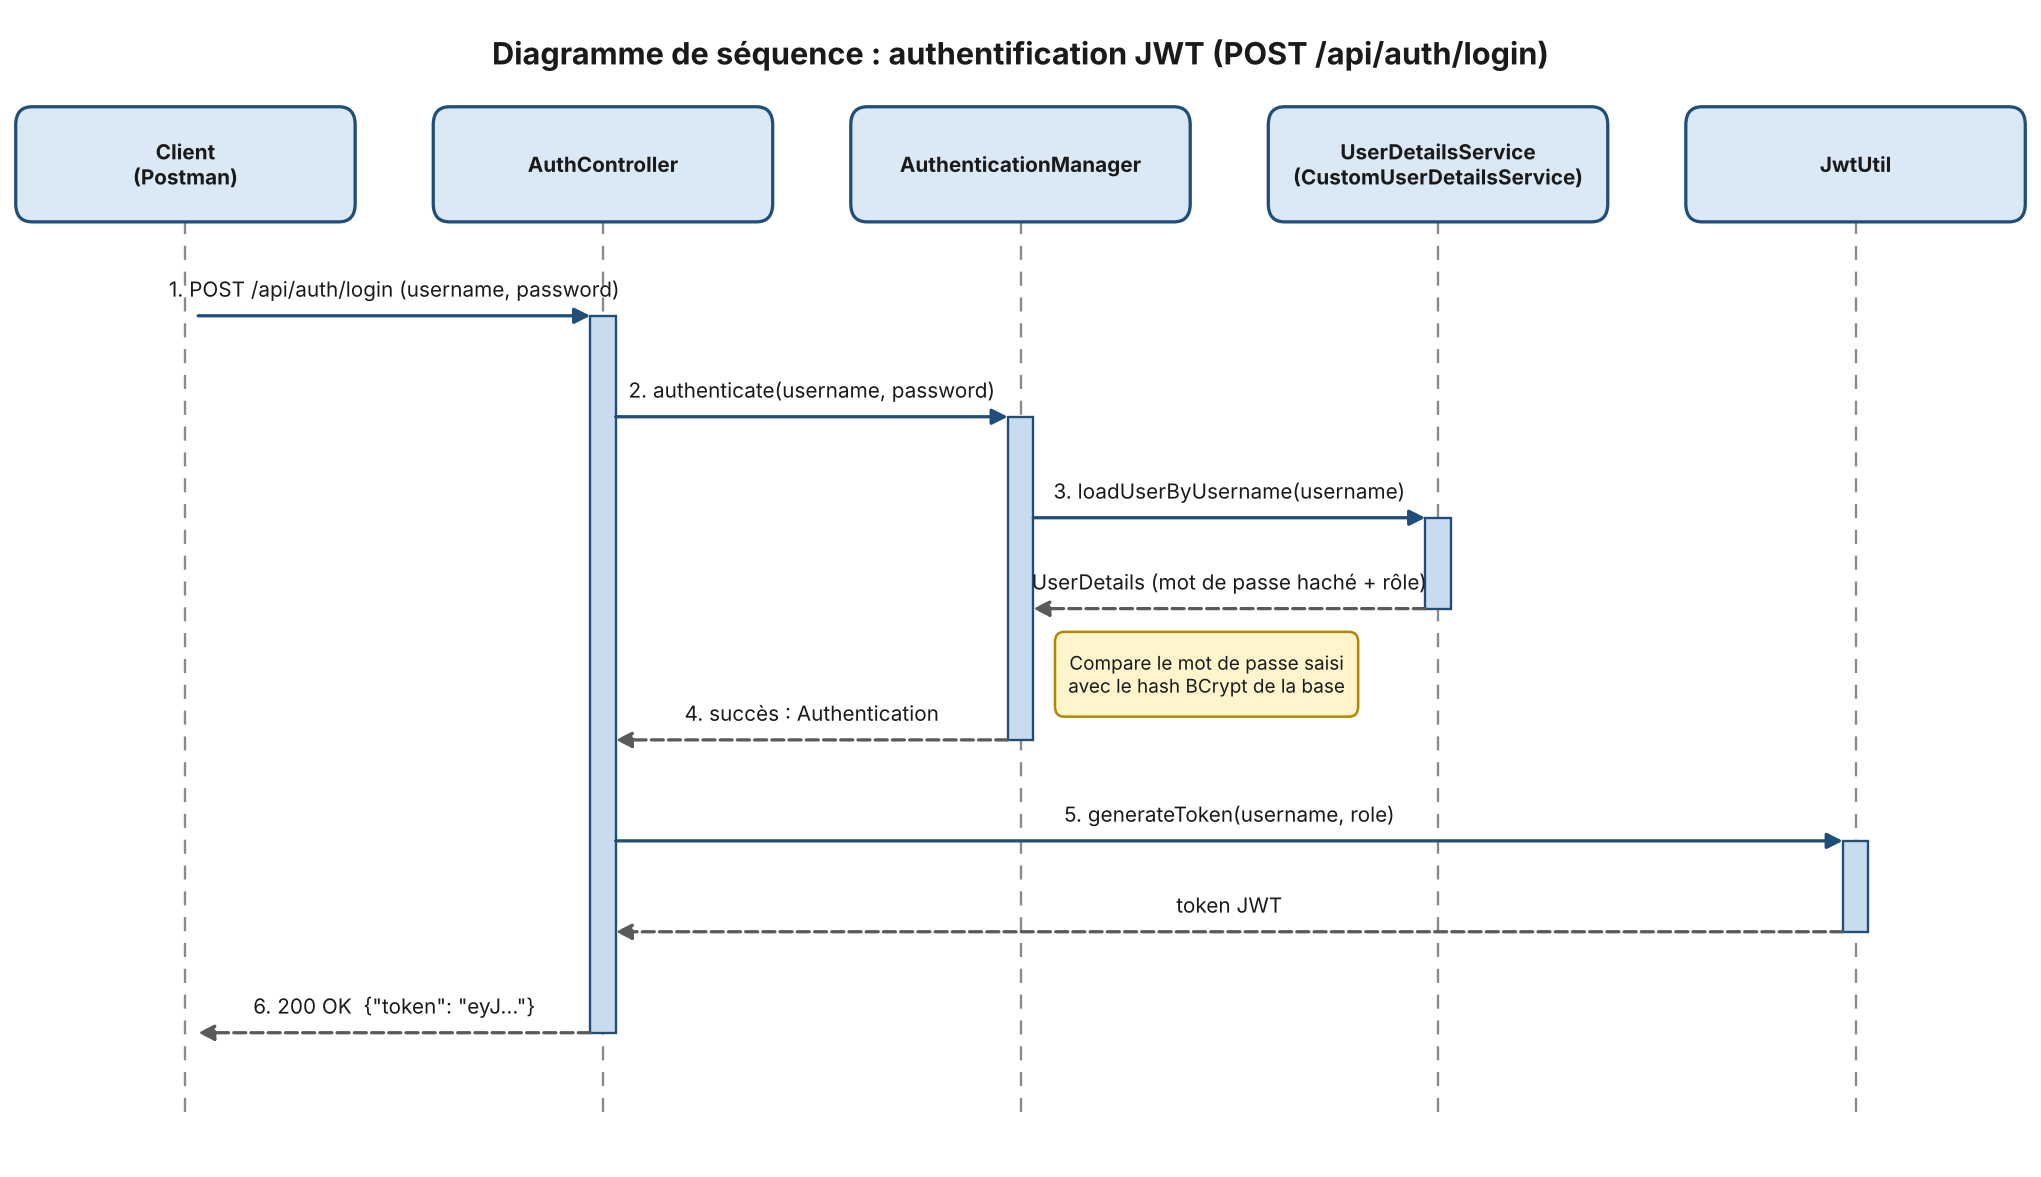 Diagramme de séquence : authentification JWT (POST /api/auth/login)
Client
(Postman)
AuthController
AuthenticationManager
UserDetailsService
(CustomUserDetailsService)
JwtUtil
1. POST /api/auth/login (username, password)
2. authenticate(username, password)
3. loadUserByUsername(username)
UserDetails (mot de passe haché + rôle)
Compare le mot de passe saisi
avec le hash BCrypt de la base
4. succès : Authentication
5. generateToken(username, role)
token JWT
6. 200 OK  {"token": "eyJ..."}